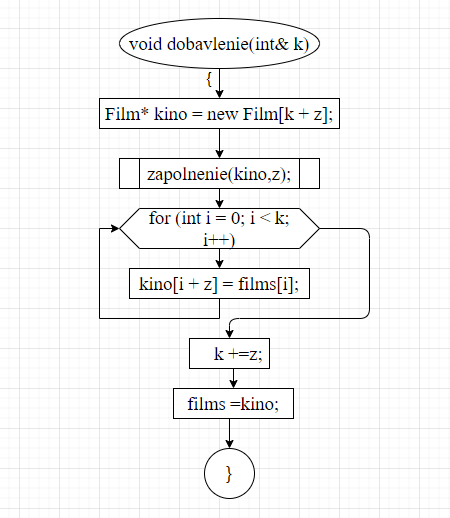 void dobavlenie(int& k)
{
Film* kino = new Film[k + z];
zapolnenie(kino,z);
for (int i = 0; i < k;
i++)
kino[i + z] = films[i];
k +=z;
films =kino;
}